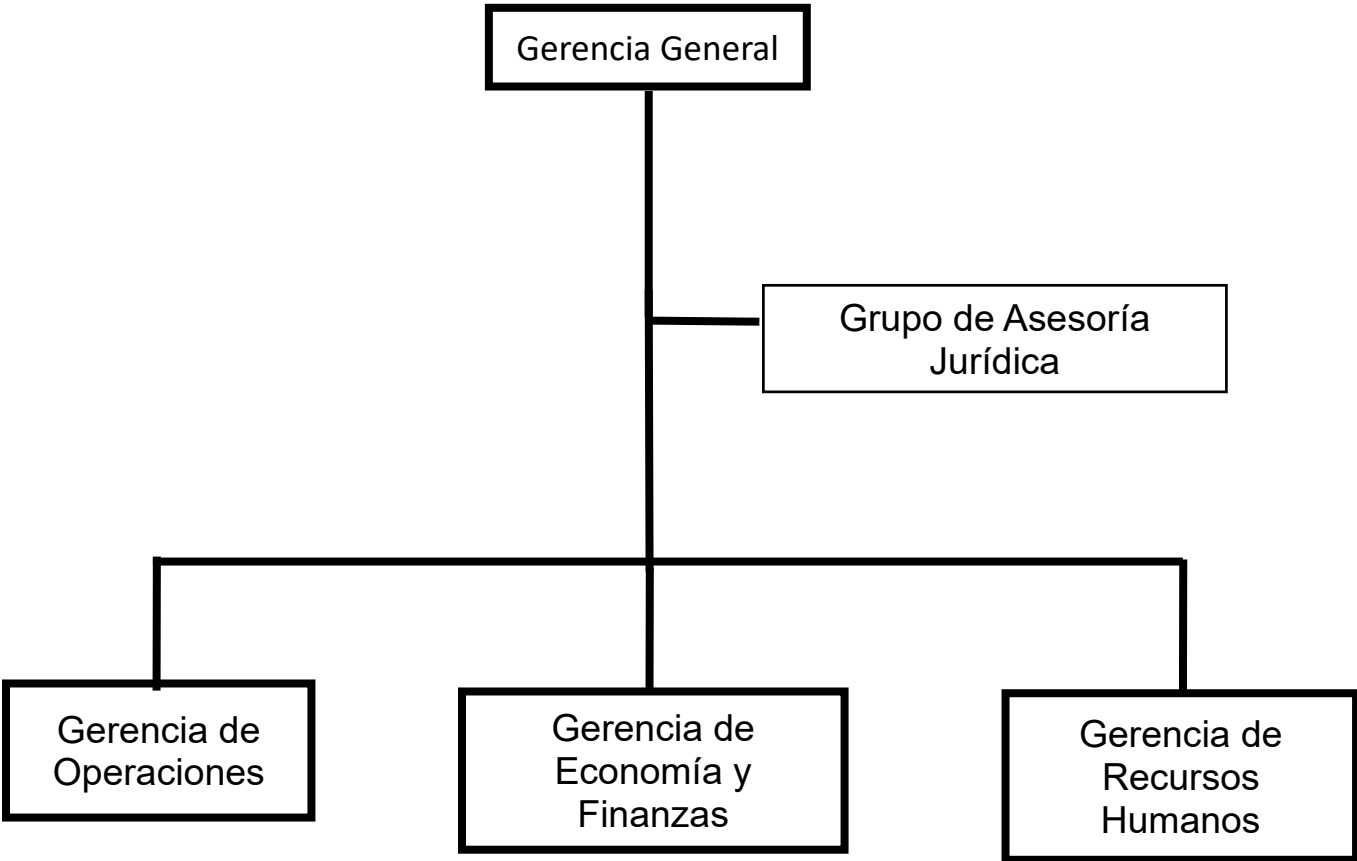 Gerencia General
Grupo de Asesoría
Jurídica
Gerencia de
Operaciones
Gerencia de
Economía y
Finanzas
Gerencia de
Recursos
Humanos